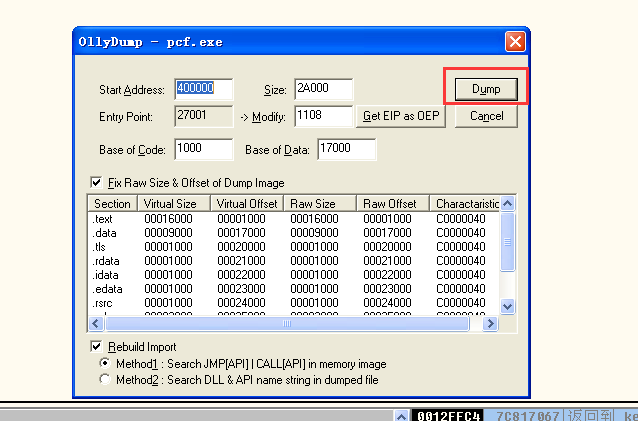 OllyDump - pcf.exe
Start Address: 400000 Size: 2A000 Dump
Entry Point: 27001 -> Modify: 1108 Get EIP as OEP Cancel
Base of Code: 1000 Base of Data: 17000
Fix Raw Size & Offset of Dump Image
Section Virtual Size Virtual Offset Raw Size Raw Offset Charactaristic
.text 00016000 00001000 00016000 00001000 C0000040
.data 00009000 00017000 00009000 00017000 C0000040
.tls 00001000 00020000 00001000 00020000 C0000040
.rdata 00001000 00021000 00001000 00021000 C0000040
.idata 00001000 00022000 00001000 00022000 C0000040
.edata 00001000 00023000 00001000 00023000 C0000040
.rsrc 00001000 00024000 00001000 00024000 C0000040
Rebuild Import
Method1 : Search JMP[API] | CALL[API] in memory image
Method2 : Search DLL & API name string in dumped file
0012FFC4 7C817067 返回到 ke